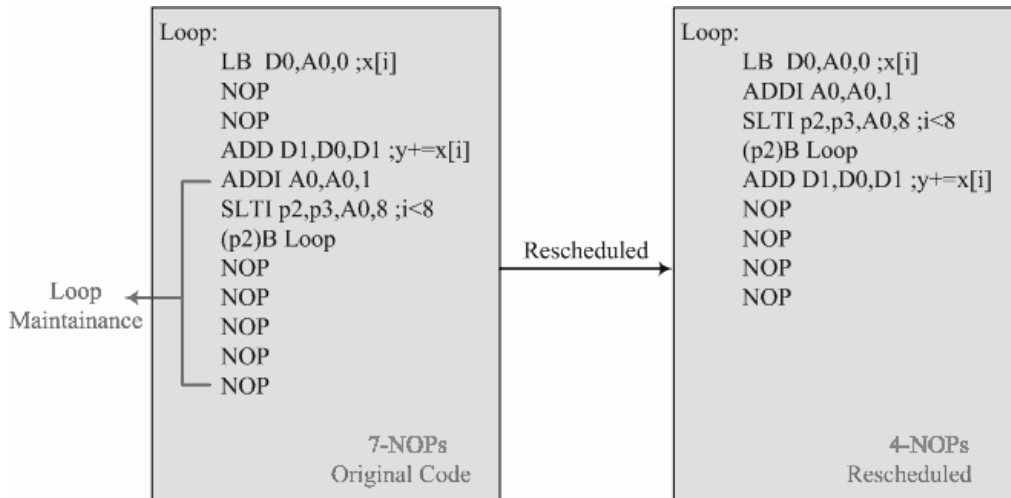 Loop:
LB D0,A0,0 ;x[i]
NOP
NOP
ADD D1,D0,D1 ;y+=x[i]
ADDI A0,A0,1
SLTI p2,p3,A0,8 ;i<8
(p2)B Loop
NOP
NOP
NOP
NOP
NOP
7-NOPs
Original Code
Loop
Maintainance
Rescheduled
Loop:
LB D0,A0,0 ;x[i]
ADDI A0,A0,1
SLTI p2,p3,A0,8 ;i<8
(p2)B Loop
ADD D1,D0,D1 ;y+=x[i]
NOP
NOP
NOP
NOP
4-NOPs
Rescheduled